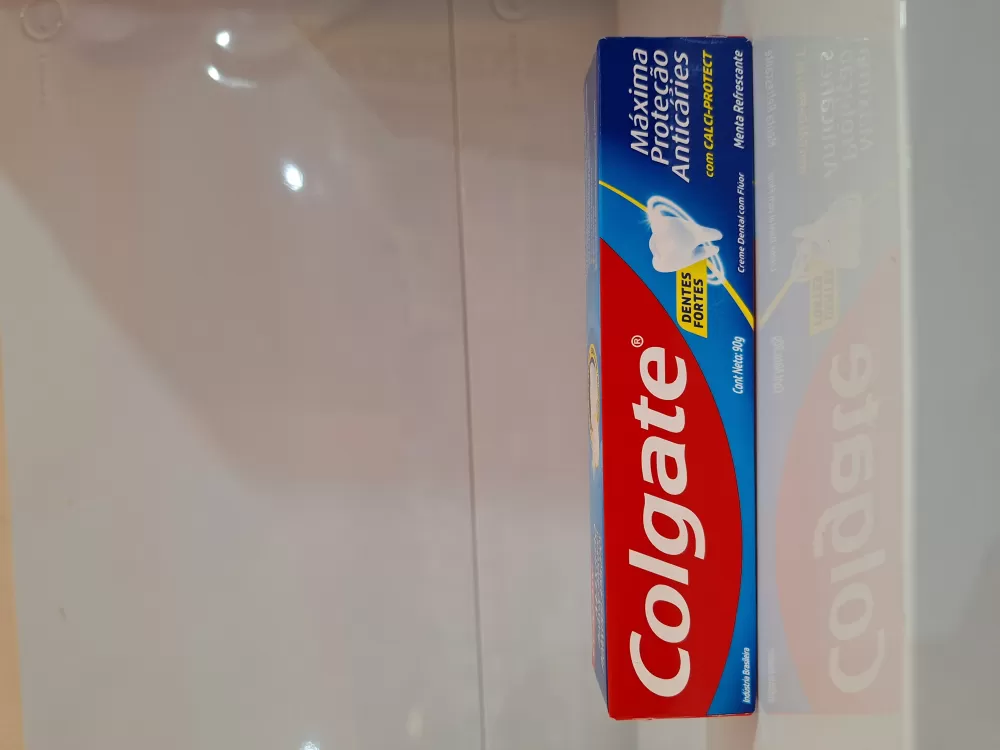 Colgate®
Máxima
Proteção
Anticáries
com CALCI-PROTECT
DENTES
FORTES
Creme Dental com Flúor
Menta Refrescante
Cont Neto: 90g
Indústria Brasileira